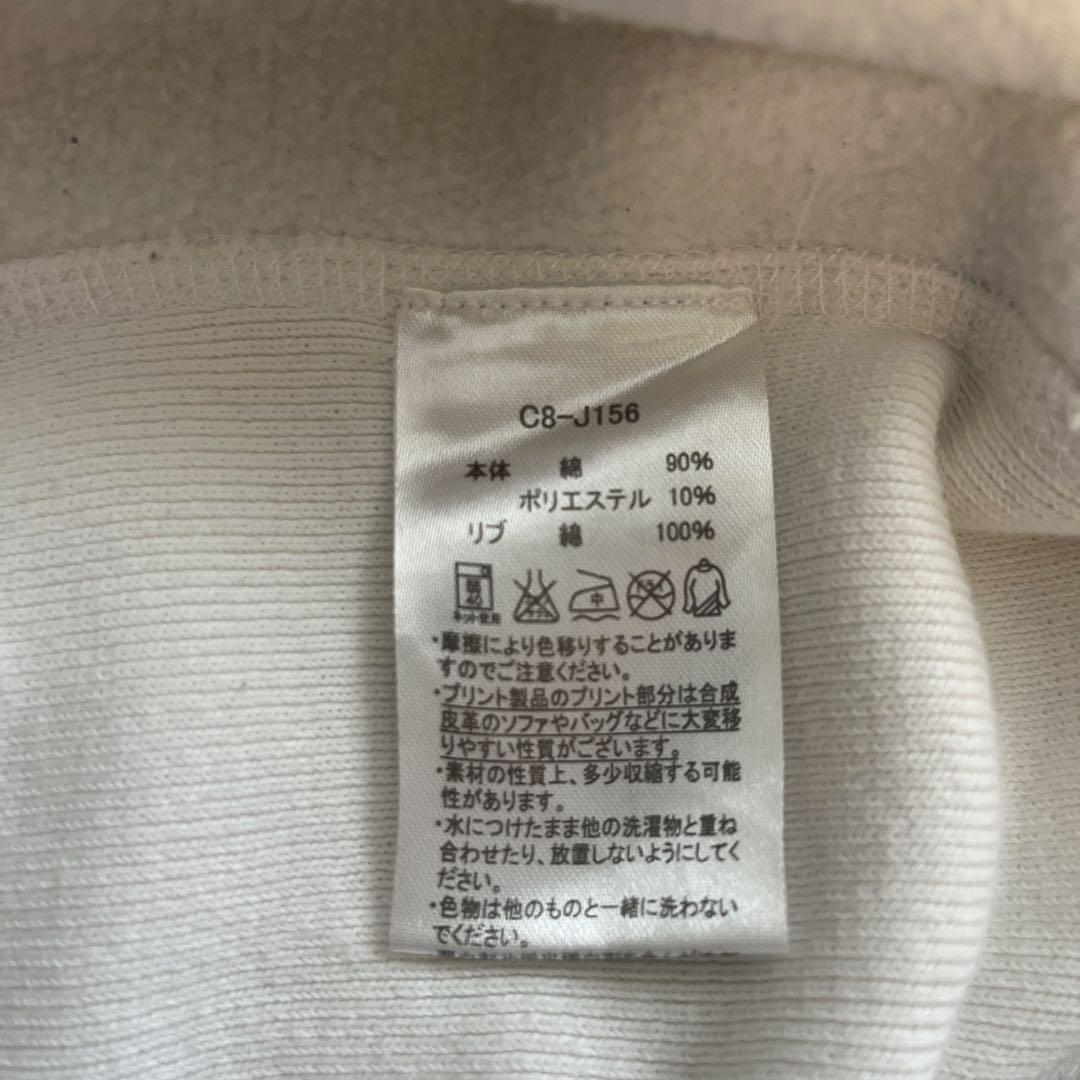 C8-J156
本体 綿 90%
ポリエステル 10%
リブ 綿 100%
弱
40
ネット使用
中
・摩擦により色移りすることがありま
すのでご注意ください。
・プリント製品のプリント部分は合成
皮革のソファやバッグなどに大変移
りやすい性質がございます。
・素材の性質上、多少収縮する可能
性があります。
・水につけたまま他の洗濯物と重ね
合わせたり、放置しないようにしてく
ださい。
・色物は他のものと一緒に洗わない
でください。